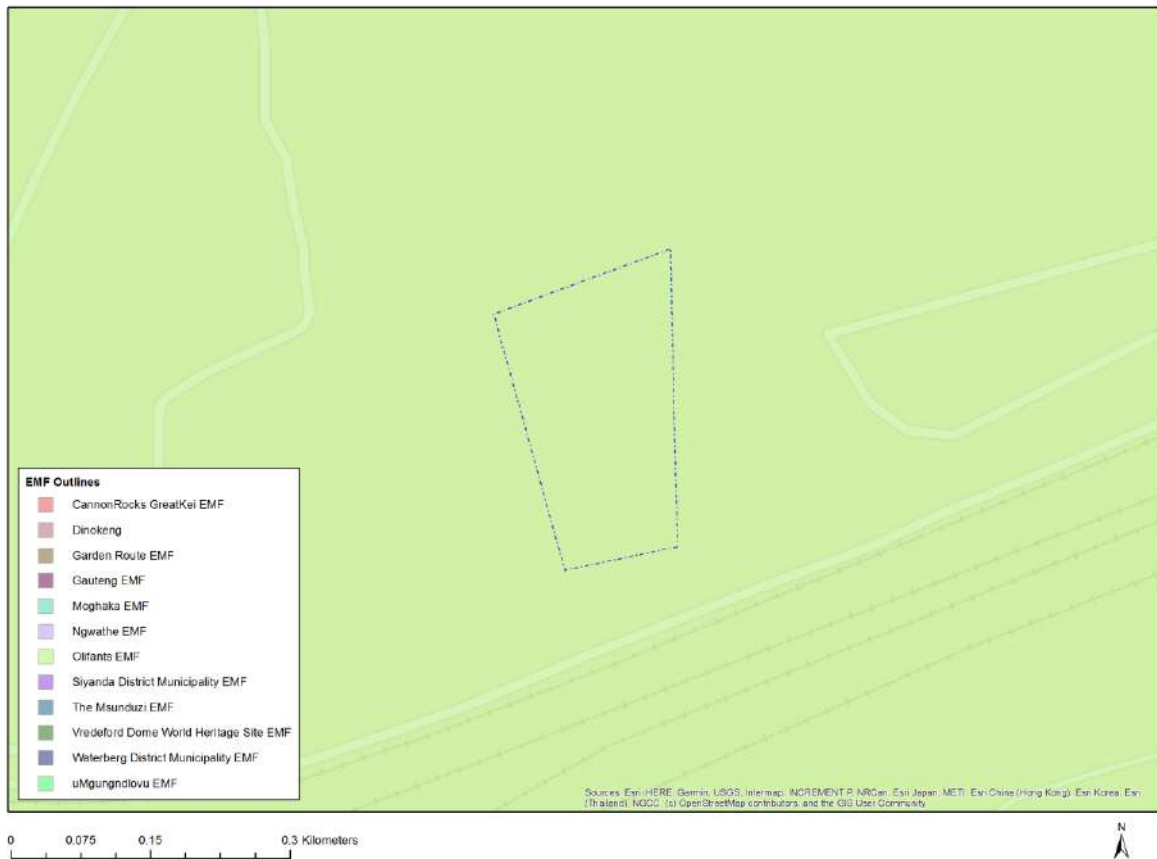 EMF Outlines
CannonRocks GreatKei EMF
Dinokeng
Garden Route EMF
Gauteng EMF
Moghaka EMF
Ngwathe EMF
Olifants EMF
Siyanda District Municipality EMF
The Msunduzi EMF
Vredeford Dome World Heritage Site EMF
Waterberg District Municipality EMF
uMgungndlovu EMF
Sources: Esri, HERE, Garmin, USGS, Intermap, INCREMENT P, NRCan, Esri Japan, METI, Esri China (Hong Kong), Esri Korea, Esri
(Thailand), NGCC, (c) OpenStreetMap contributors, and the GIS User Community
0 0.075 0.15 0.3 Kilometers
N